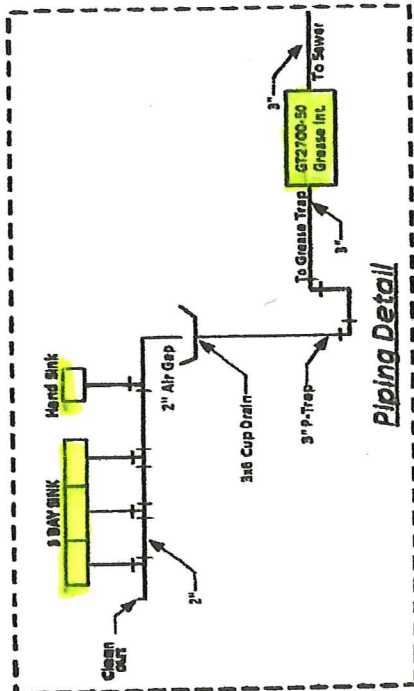 3 BAY SINK
Hand Sink
Clean
Out
2"
2" Air Gap
3x6 Cup Drain
3" P-Trap
To Grease Trap
3"
GT2700-50
Grease Int.
3"
To Sewer
Piping Detail